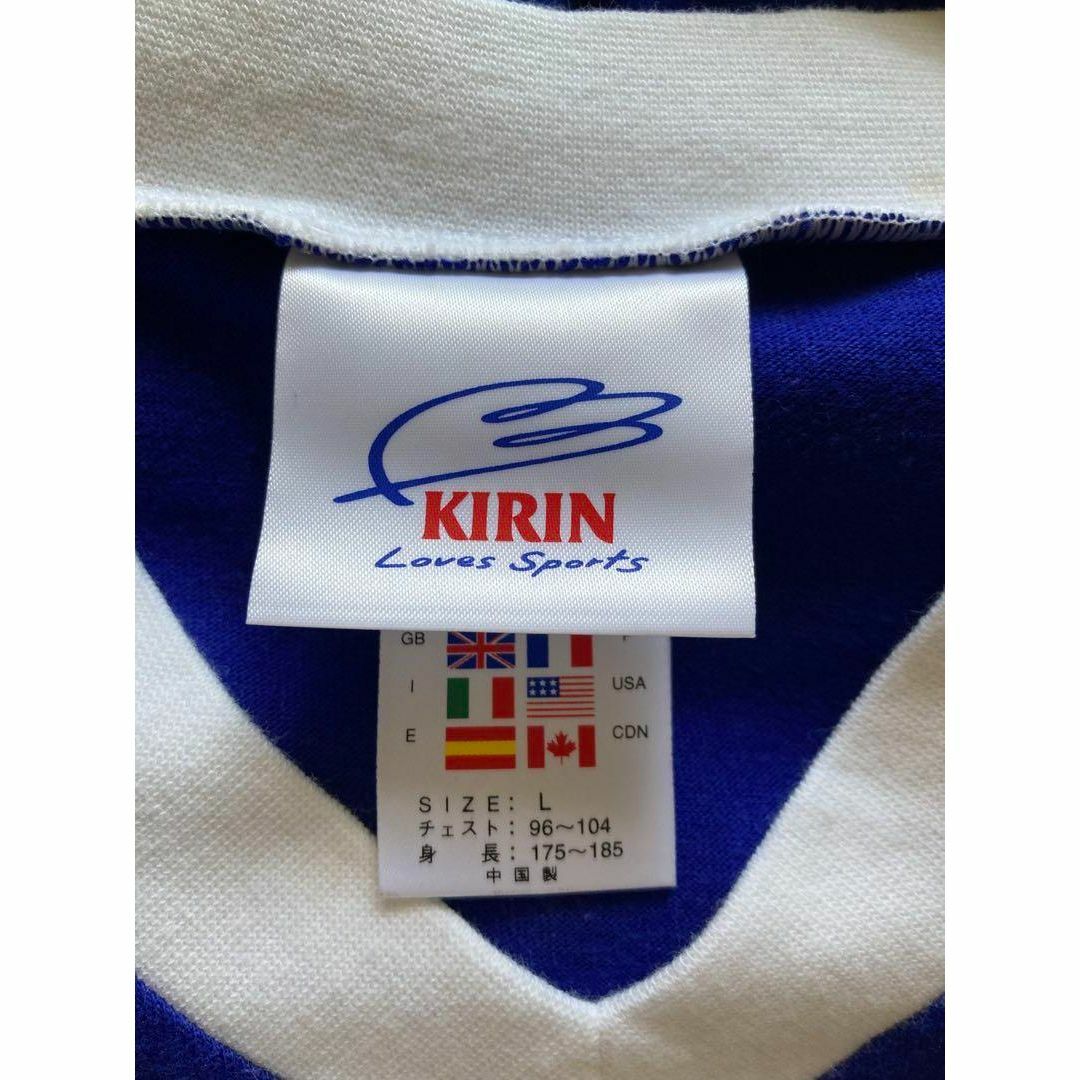 KIRIN
Loves Sports
GB
I USA
E CDN
SIZE: L
チェスト: 96～104
身 長: 175～185
中国製